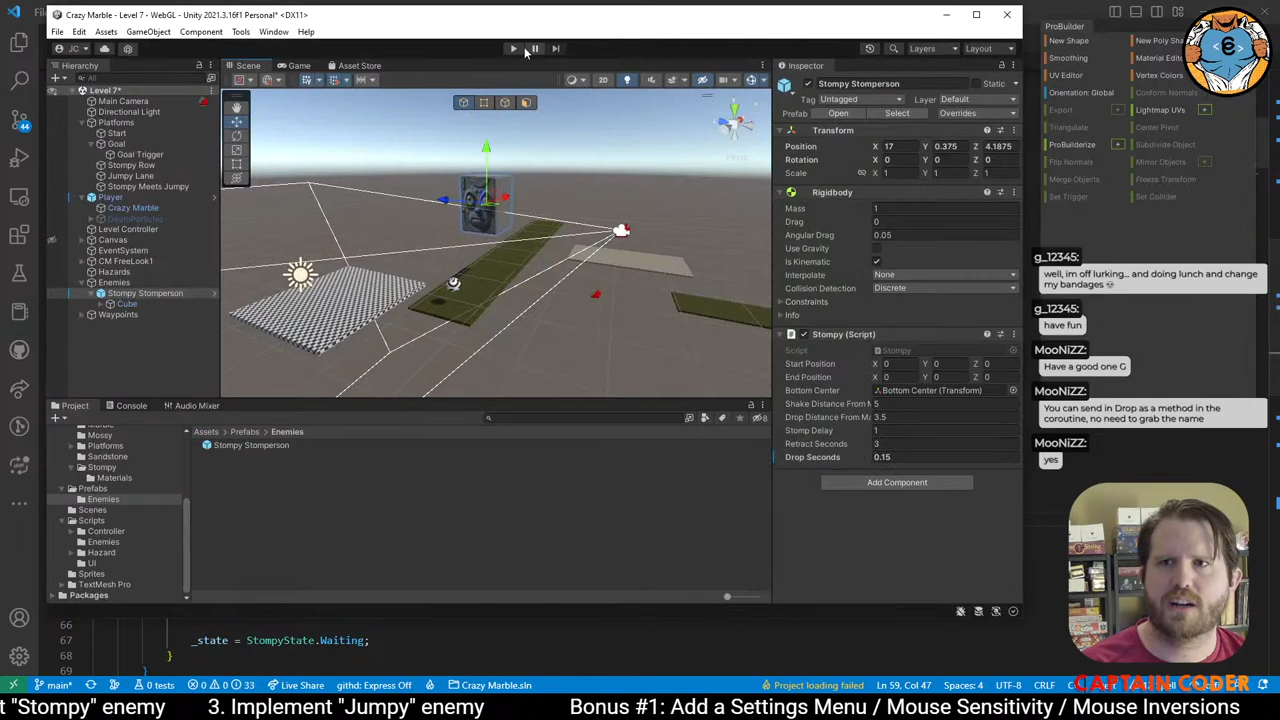 Crazy Marble - Level 7 - WebGL - Unity 2021.3.16f1 Personal* <DX11>
File Edit Assets GameObject Component Tools Window Help
JC
Layers
Layout
Hierarchy
All
Level 7*
Main Camera
Directional Light
Platforms
Start
Goal
Goal Trigger
Stompy Row
Jumpy Lane
Stompy Meets Jumpy
Player
Crazy Marble
DeathParticles
Level Controller
Canvas
EventSystem
CM FreeLook1
Hazards
Enemies
Stompy Stomperson
Cube
Waypoints
Scene Game Asset Store
2D
Persp
Inspector
Stompy Stomperson Static
Tag Untagged Layer Default
Prefab Open Select Overrides
Transform
Position X 17 Y 0.375 Z 4.1875
Rotation X 0 Y 0 Z 0
Scale X 1 Y 1 Z 1
Rigidbody
Mass 1
Drag 0
Angular Drag 0.05
Use Gravity
Is Kinematic
Interpolate None
Collision Detection Discrete
Constraints
Info
Stompy (Script)
Script Stompy
Start Position X 0 Y 0 Z 0
End Position X 0 Y 0 Z 0
Bottom Center Bottom Center (Transform)
Shake Distance From M 5
Drop Distance From Ma 3.5
Stomp Delay 1
Retract Seconds 3
Drop Seconds 0.15
Add Component
Project Console Audio Mixer
8
Marble
Mossy
Platforms
Sandstone
Stompy
Materials
Prefabs
Enemies
Scenes
Scripts
Controller
Enemies
Hazard
UI
Sprites
TextMesh Pro
Packages
Assets Prefabs Enemies
Stompy Stomperson
ProBuilder
New Shape New Poly Shape
Smoothing Material Editor
UV Editor Vertex Colors
Orientation: Global Conform Normals
Export Lightmap UVs
Triangulate Center Pivot
ProBuilderize Subdivide Object
Flip Normals Mirror Objects
Merge Objects Freeze Transform
Set Trigger Set Collider
g_12345:
well, im off lurking... and doing lunch and change
my bandages
g_12345:
have fun
MooNiZZ:
Have a good one G
MooNiZZ:
You can send in Drop as a method in the
coroutine, no need to grab the name
MooNiZZ:
yes
44
66
67 _state = StompyState.Waiting;
68 }
69 }
main* 0 tests 0 0 33 Live Share githd: Express Off Crazy Marble.sln Project loading failed Ln 59, Col 47 Spaces: 4 UTF-8 CRLF
CAPTAIN CODER
t "Stompy" enemy 3. Implement "Jumpy" enemy Bonus #1: Add a Settings Menu / Mouse Sensitivity / Mouse Inversions